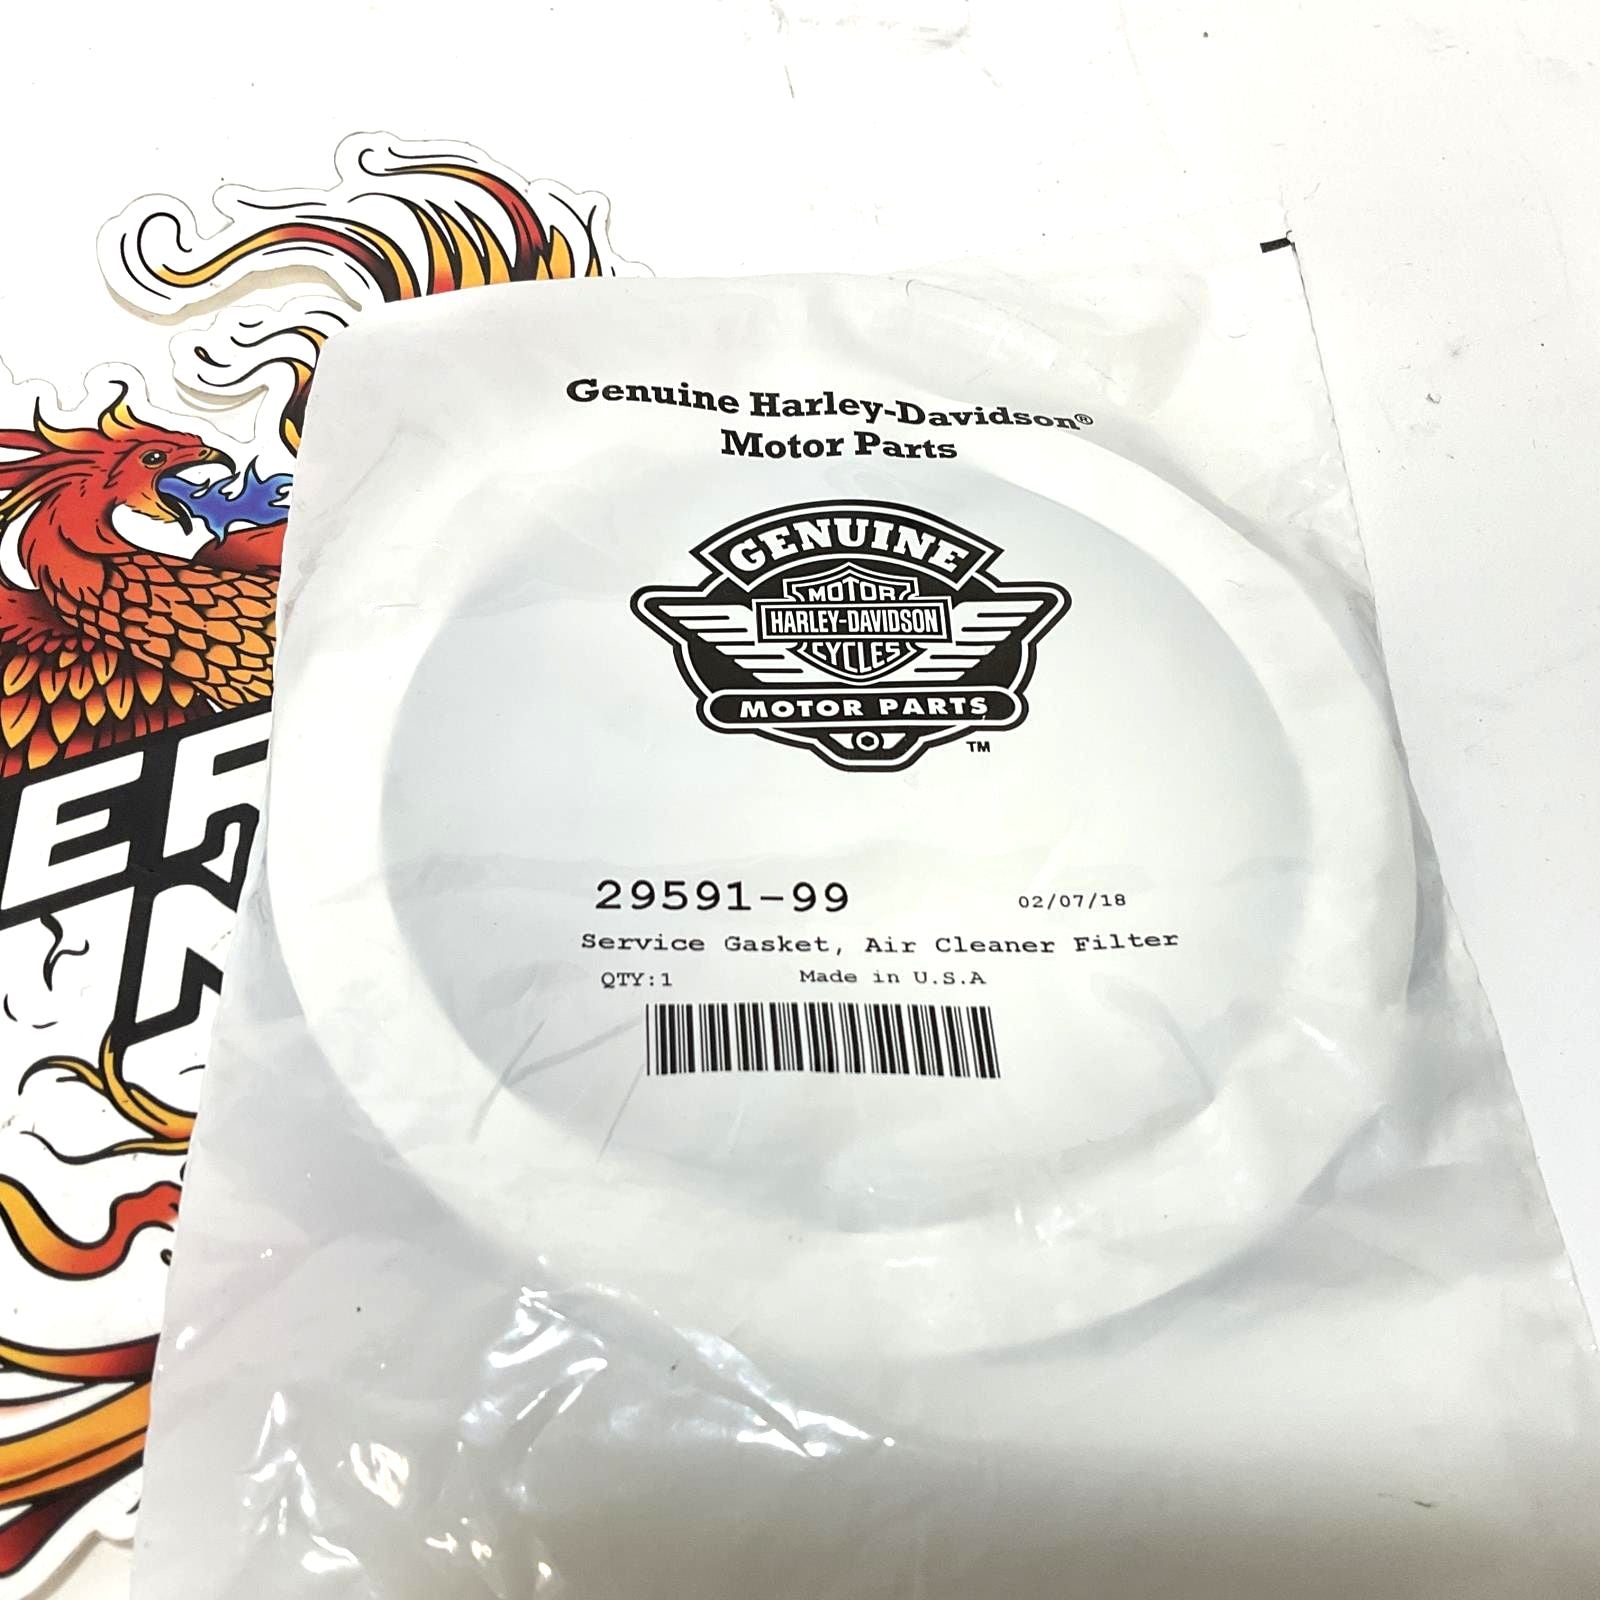 Genuine Harley-Davidson®
Motor Parts
GENUINE
MOTOR
HARLEY-DAVIDSON
CYCLES
MOTOR PARTS
TM
29591-99
02/07/18
Service Gasket, Air Cleaner Filter
QTY:1
Made in U.S.A